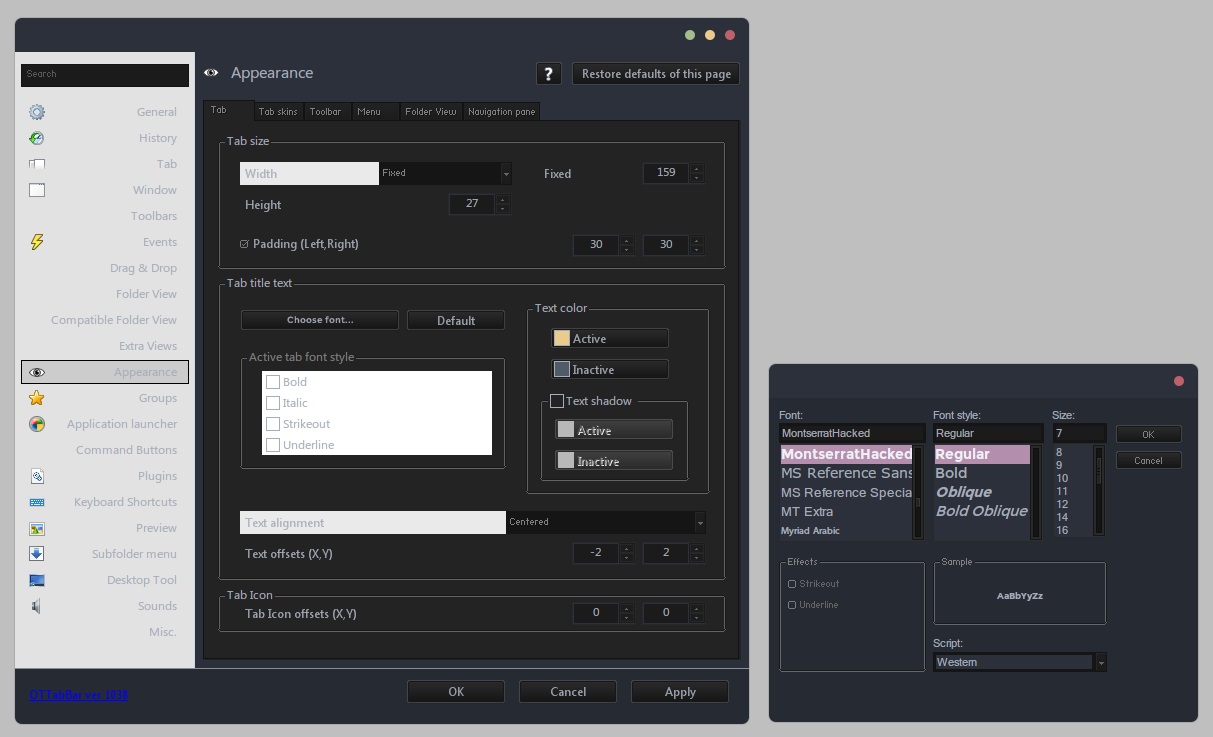 Search
General
History
Tab
Window
Toolbars
Events
Drag & Drop
Folder View
Compatible Folder View
Extra Views
Appearance
Groups
Application launcher
Command Buttons
Plugins
Keyboard Shortcuts
Preview
Subfolder menu
Desktop Tool
Sounds
Misc.
QTTabBar ver 1038
Appearance
? Restore defaults of this page
Tab Tab skins Toolbar Menu Folder View Navigation pane
Tab size
Width Fixed Fixed 159
Height 27
Padding (Left,Right) 30 30
Tab title text
Choose font... Default
Active tab font style
Bold
Italic
Strikeout
Underline
Text color
Active
Inactive
Text shadow
Active
Inactive
Text alignment Centered
Text offsets (X,Y) -2 2
Tab Icon
Tab Icon offsets (X,Y) 0 0
OK Cancel Apply
Font: Font style: Size:
MontserratHacked Regular 7 OK
Cancel
MontserratHacked
MS Reference Sans
MS Reference Specia
MT Extra
Myriad Arabic
Regular
Bold
Oblique
Bold Oblique
8
9
10
11
12
14
16
Effects
Strikeout
Underline
Sample
AaBbYyZz
Script:
Western